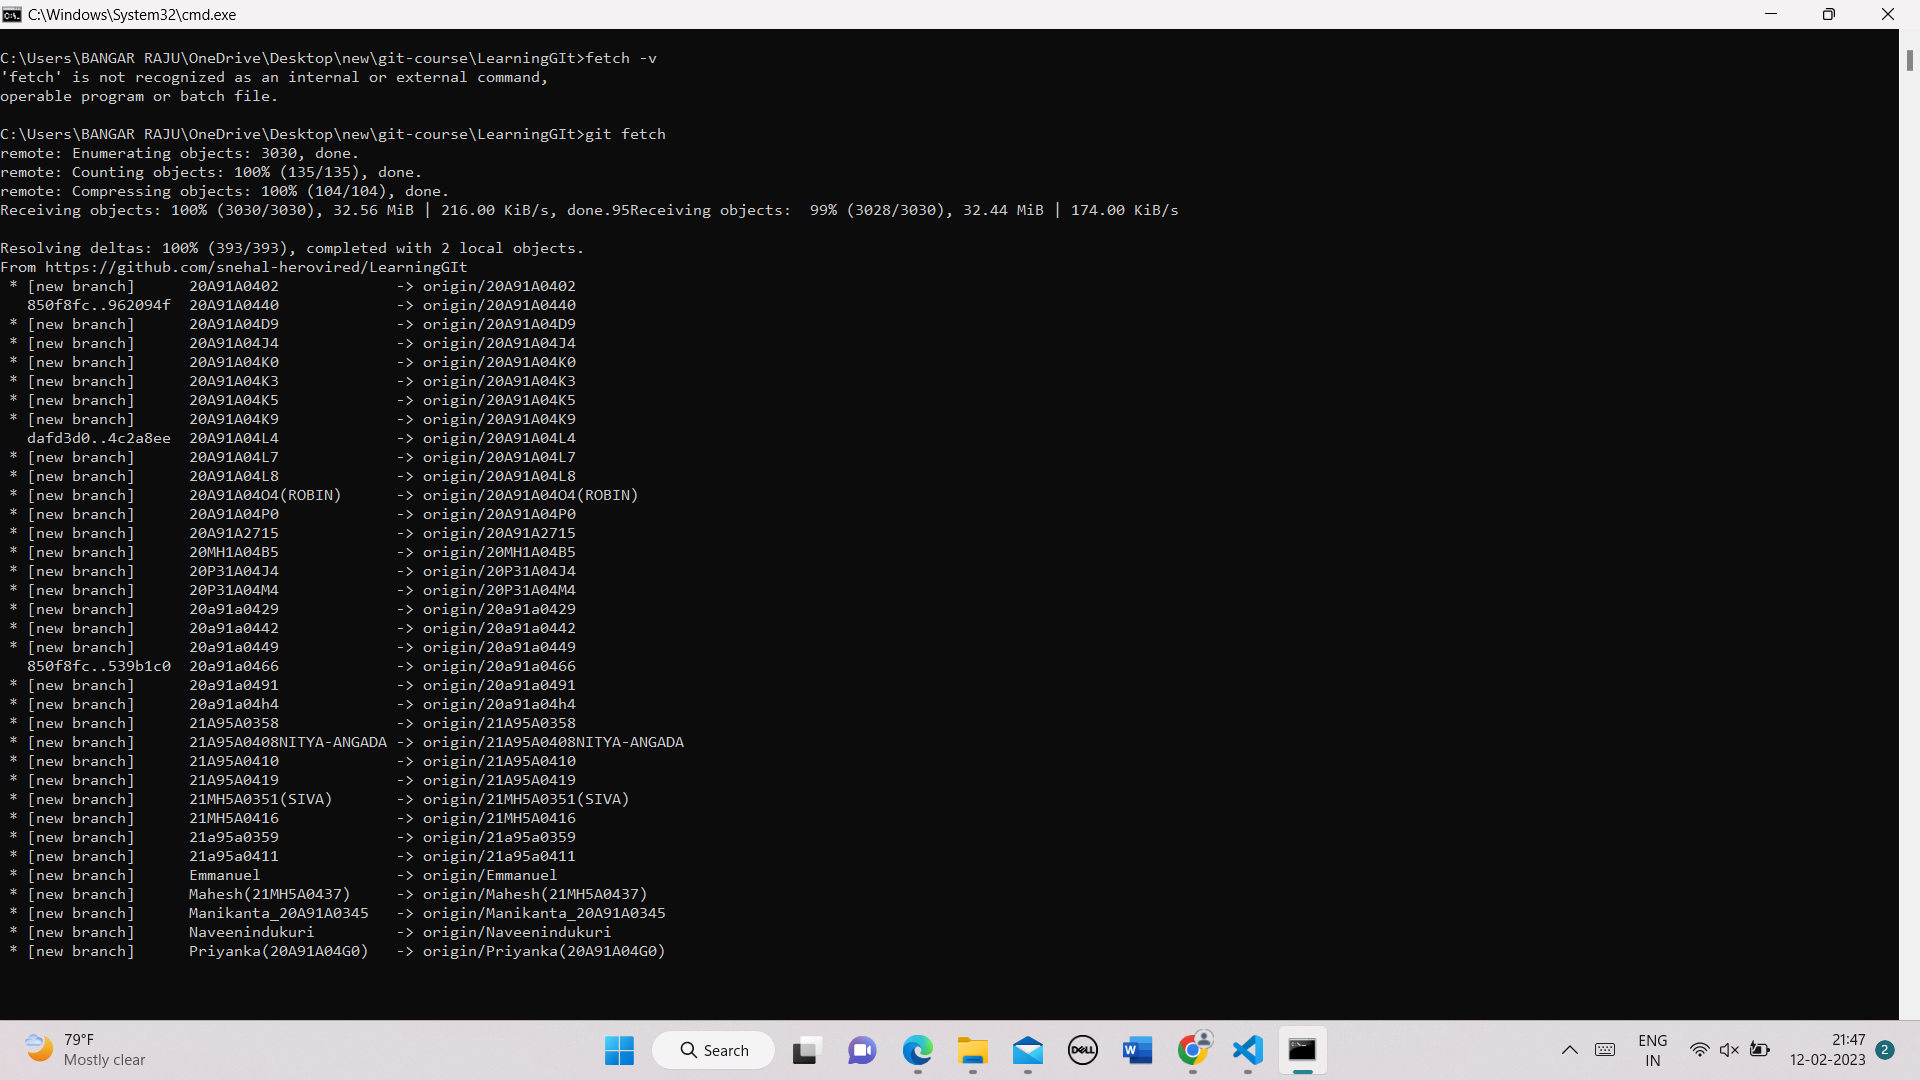 C:\Windows\System32\cmd.exe
C:\Users\BANGAR RAJU\OneDrive\Desktop\new\git-course\LearningGIt>fetch -v
'fetch' is not recognized as an internal or external command,
operable program or batch file.
C:\Users\BANGAR RAJU\OneDrive\Desktop\new\git-course\LearningGIt>git fetch
remote: Enumerating objects: 3030, done.
remote: Counting objects: 100% (135/135), done.
remote: Compressing objects: 100% (104/104), done.
Receiving objects: 100% (3030/3030), 32.56 MiB | 216.00 KiB/s, done.95Receiving objects:  99% (3028/3030), 32.44 MiB | 174.00 KiB/s
Resolving deltas: 100% (393/393), completed with 2 local objects.
From https://github.com/snehal-herovired/LearningGIt
 * [new branch]      20A91A0402             -> origin/20A91A0402
   850f8fc..962094f  20A91A0440             -> origin/20A91A0440
 * [new branch]      20A91A04D9             -> origin/20A91A04D9
 * [new branch]      20A91A04J4             -> origin/20A91A04J4
 * [new branch]      20A91A04K0             -> origin/20A91A04K0
 * [new branch]      20A91A04K3             -> origin/20A91A04K3
 * [new branch]      20A91A04K5             -> origin/20A91A04K5
 * [new branch]      20A91A04K9             -> origin/20A91A04K9
   dafd3d0..4c2a8ee  20A91A04L4             -> origin/20A91A04L4
 * [new branch]      20A91A04L7             -> origin/20A91A04L7
 * [new branch]      20A91A04L8             -> origin/20A91A04L8
 * [new branch]      20A91A04O4(ROBIN)      -> origin/20A91A04O4(ROBIN)
 * [new branch]      20A91A04P0             -> origin/20A91A04P0
 * [new branch]      20A91A2715             -> origin/20A91A2715
 * [new branch]      20MH1A04B5             -> origin/20MH1A04B5
 * [new branch]      20P31A04J4             -> origin/20P31A04J4
 * [new branch]      20P31A04M4             -> origin/20P31A04M4
 * [new branch]      20a91a0429             -> origin/20a91a0429
 * [new branch]      20a91a0442             -> origin/20a91a0442
 * [new branch]      20a91a0449             -> origin/20a91a0449
   850f8fc..539b1c0  20a91a0466             -> origin/20a91a0466
 * [new branch]      20a91a0491             -> origin/20a91a0491
 * [new branch]      20a91a04h4             -> origin/20a91a04h4
 * [new branch]      21A95A0358             -> origin/21A95A0358
 * [new branch]      21A95A0408NITYA-ANGADA -> origin/21A95A0408NITYA-ANGADA
 * [new branch]      21A95A0410             -> origin/21A95A0410
 * [new branch]      21A95A0419             -> origin/21A95A0419
 * [new branch]      21MH5A0351(SIVA)       -> origin/21MH5A0351(SIVA)
 * [new branch]      21MH5A0416             -> origin/21MH5A0416
 * [new branch]      21a95a0359             -> origin/21a95a0359
 * [new branch]      21a95a0411             -> origin/21a95a0411
 * [new branch]      Emmanuel               -> origin/Emmanuel
 * [new branch]      Mahesh(21MH5A0437)     -> origin/Mahesh(21MH5A0437)
 * [new branch]      Manikanta_20A91A0345   -> origin/Manikanta_20A91A0345
 * [new branch]      Naveenindukuri         -> origin/Naveenindukuri
 * [new branch]      Priyanka(20A91A04G0)   -> origin/Priyanka(20A91A04G0)
79°F
Mostly clear
Search
DELL
W
ENG
IN
21:47
12-02-2023
2